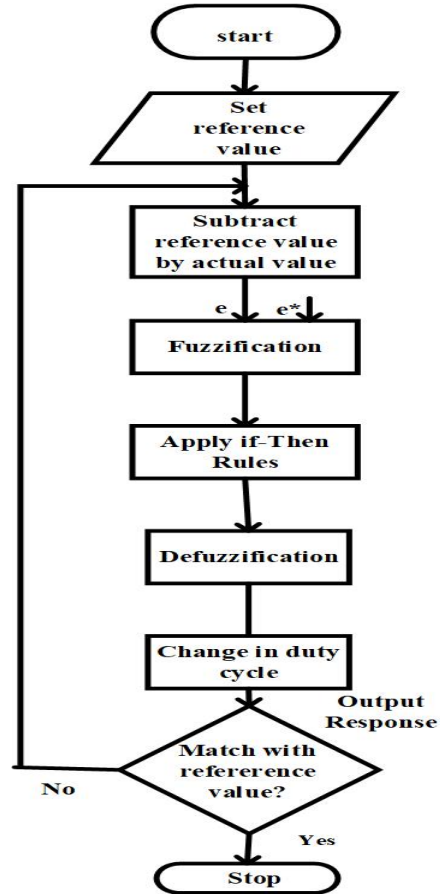 start
Set
reference
value
Subtract
reference value
by actual value
e
e*
Fuzzification
Apply if-Then
Rules
Defuzzification
Change in duty
cycle
Output
Response
Match with
refererence
value?
No
Yes
Stop